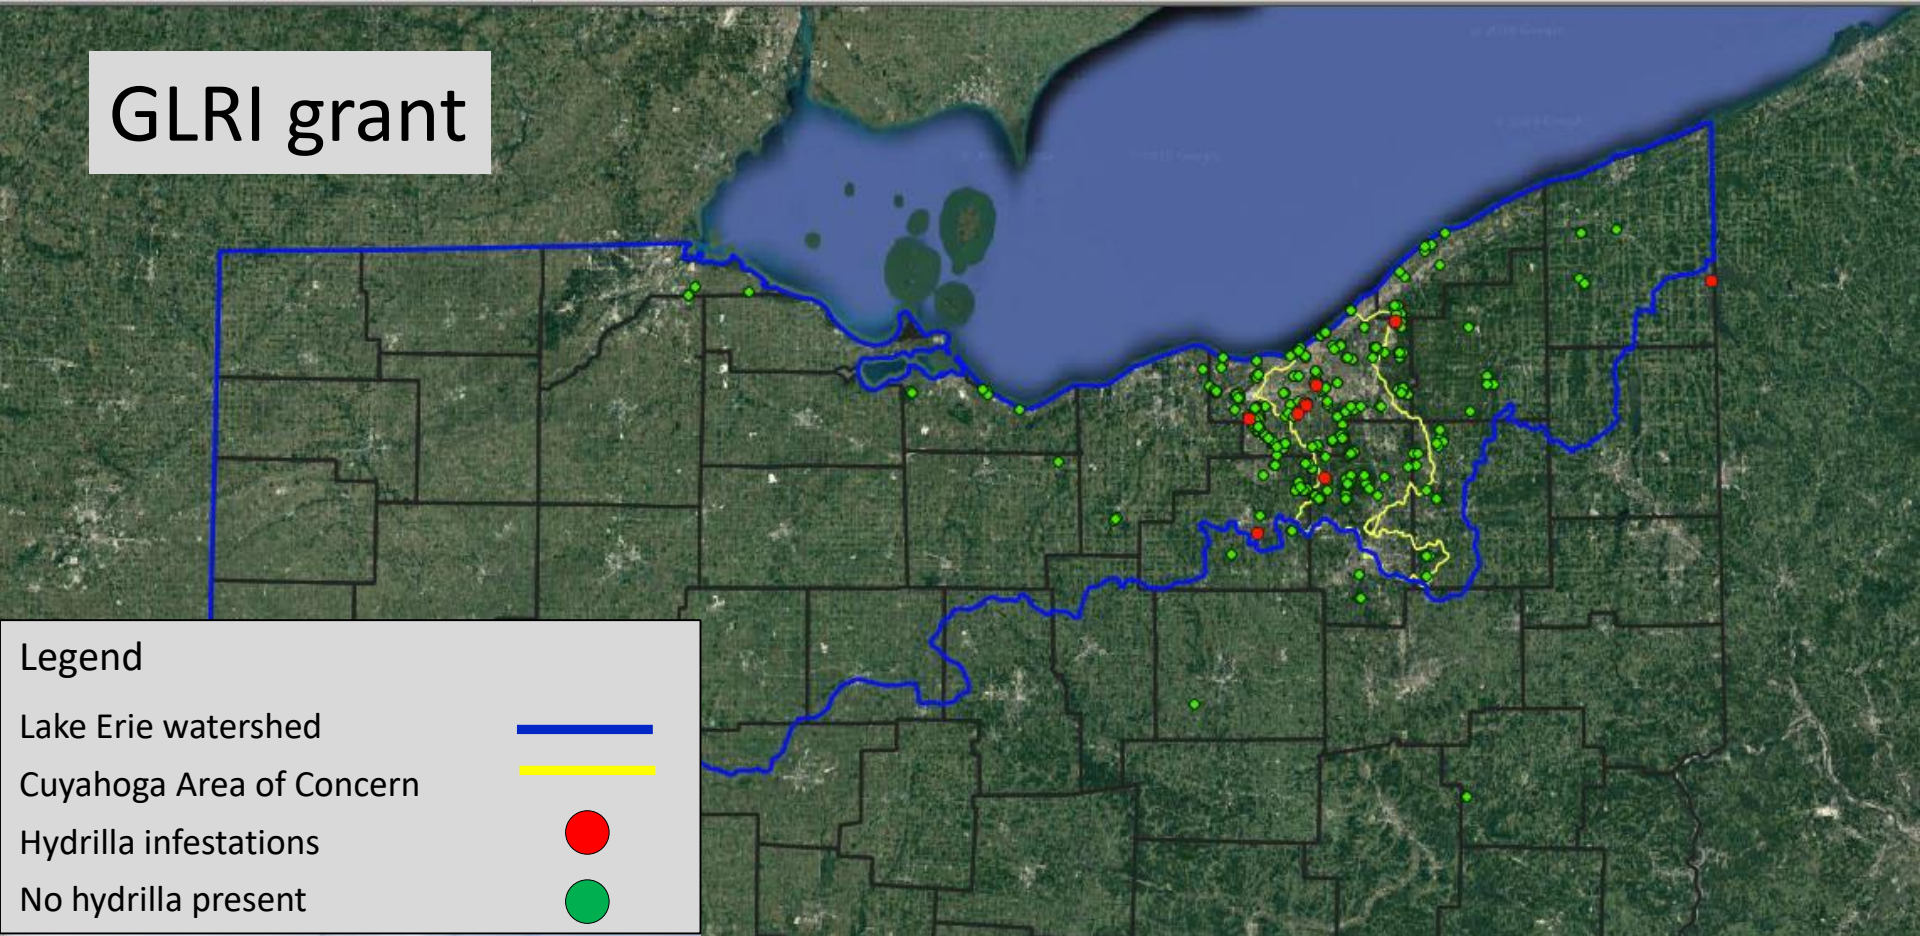 GLRI grant
Legend
Lake Erie watershed
Cuyahoga Area of Concern
Hydrilla infestations
No hydrilla present